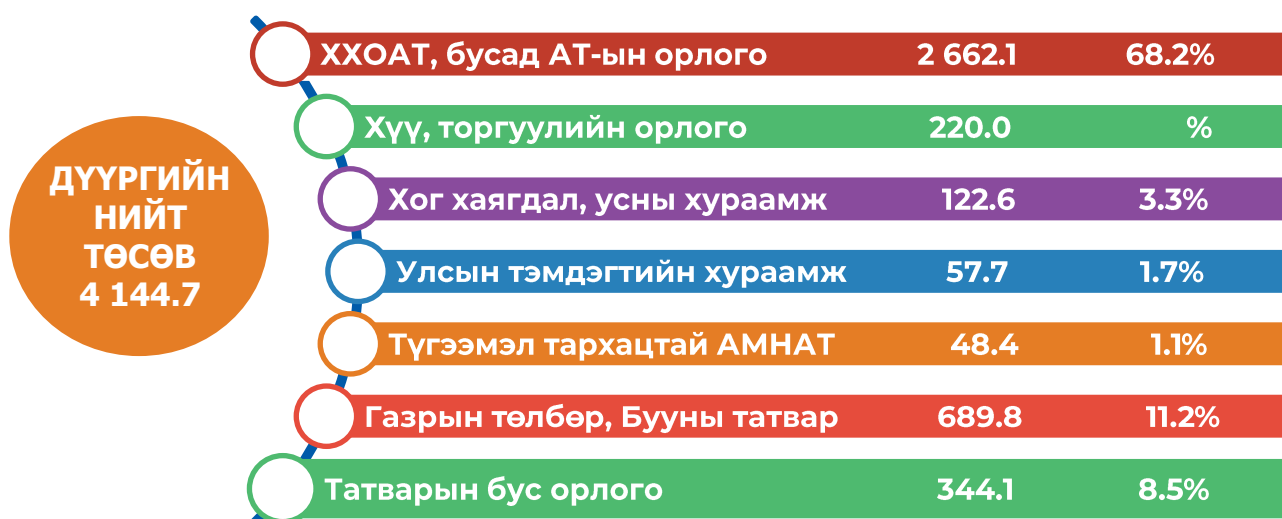 ДҮҮРГИЙН
НИЙТ
ТӨСӨВ
4 144.7
ХХОАТ, бусад АТ-ын орлого 2 662.1 68.2%
Хүү, торгуулийн орлого 220.0 %
Хог хаягдал, усны хураамж 122.6 3.3%
Улсын тэмдэгтийн хураамж 57.7 1.7%
Түгээмэл тархацтай АМНАТ 48.4 1.1%
Газрын төлбөр, Бууны татвар 689.8 11.2%
Татварын бус орлого 344.1 8.5%